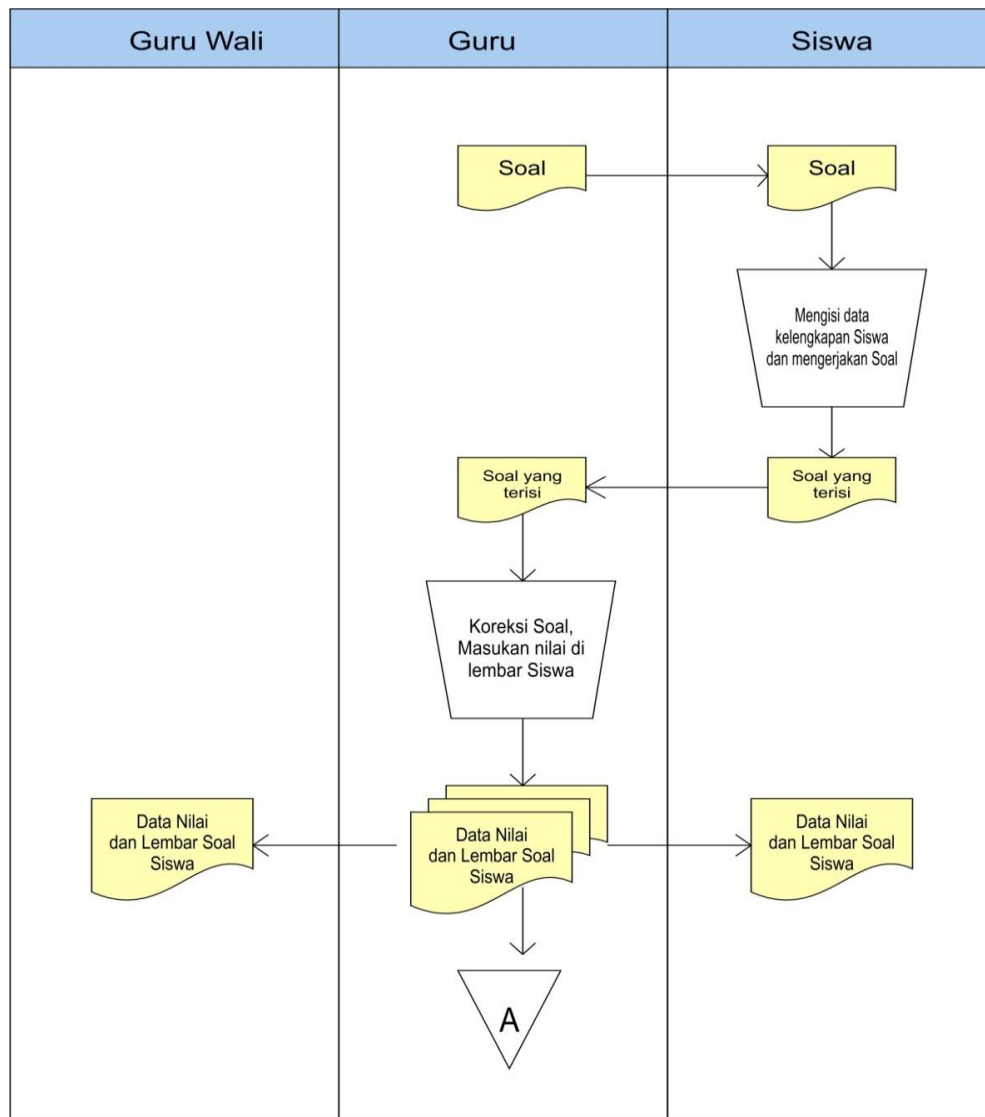 Guru Wali
Guru
Siswa
Soal
Soal
Mengisi data
kelengkapan Siswa
dan mengerjakan Soal
Soal yang
terisi
Soal yang
terisi
Koreksi Soal,
Masukan nilai di
lembar Siswa
Data Nilai
dan Lembar Soal
Siswa
Data Nilai
dan Lembar Soal
Siswa
Data Nilai
dan Lembar Soal
Siswa
A